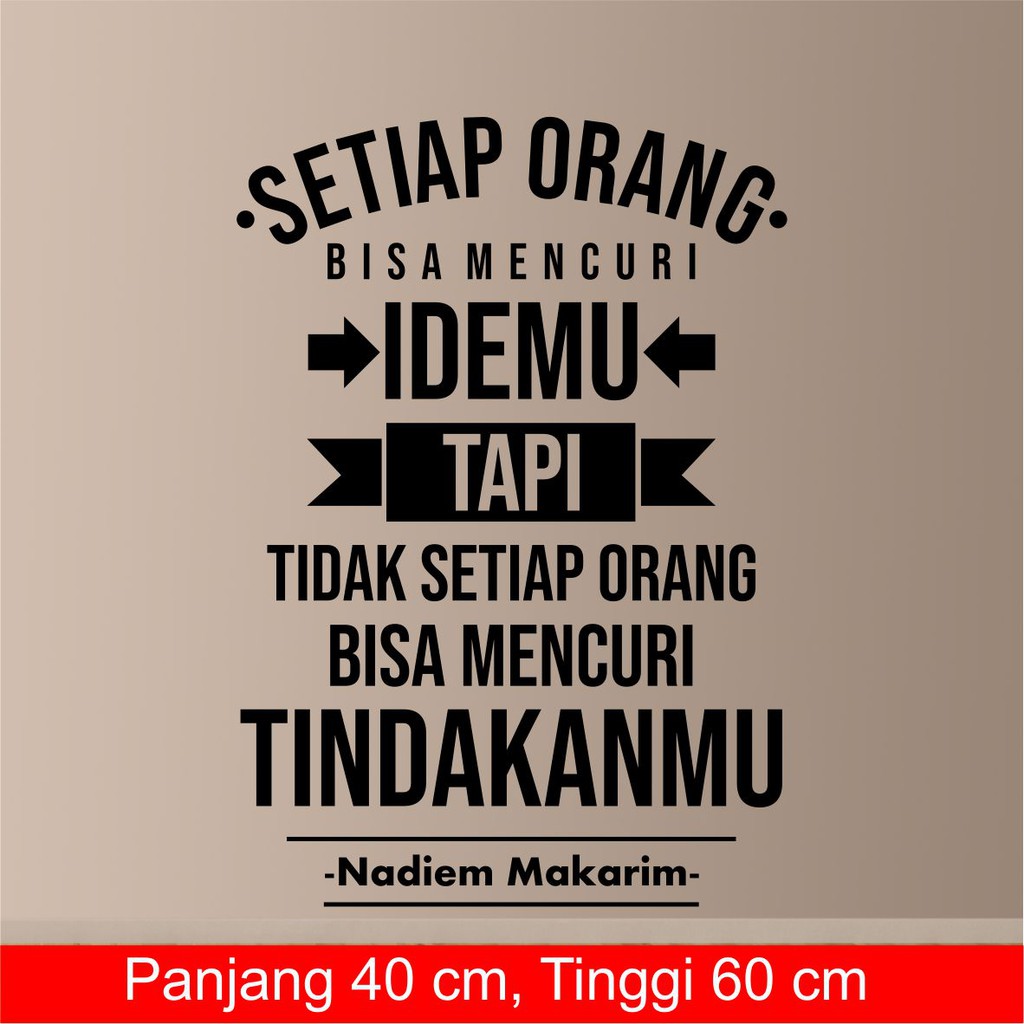 •SETIAP ORANG•
BISA MENCURI
IDEMU
TAPI
TIDAK SETIAP ORANG
BISA MENCURI
TINDAKANMU
-Nadiem Makarim-
Panjang 40 cm, Tinggi 60 cm